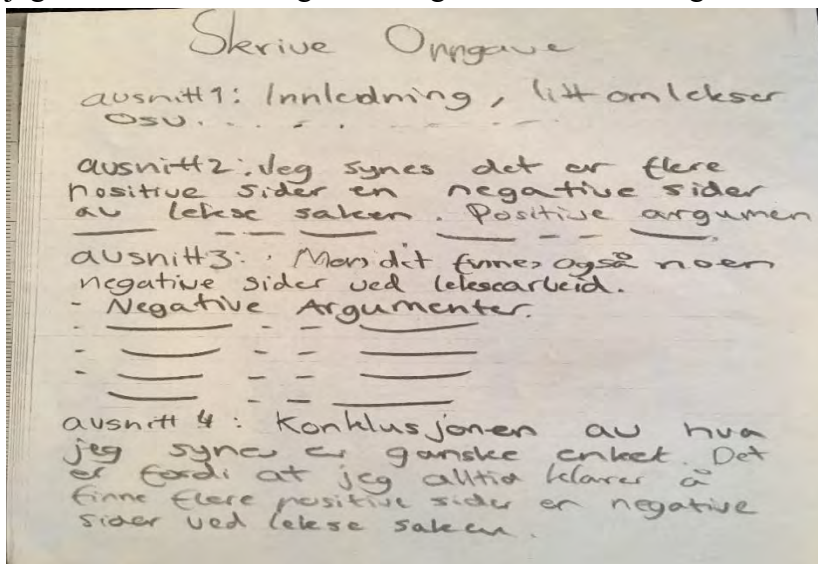 Skrive Oppgave
avsnitt1: Innledning, litt om lekser
osv. - - . - - -
avsnitt2: Jeg synes det er flere
positive sider en negative sider
av lekse saken. Positive argumen
avsnitt3: . Mens det finnes også noen
negative sider ved leksearbeid.
- Negative Argumenter.
avsnitt 4: Konklusjonen av hva
jeg synes er ganske enkel. Det
er fordi at jeg alltid klarer å
finne flere positive sider en negative
sider ved lekse saken.